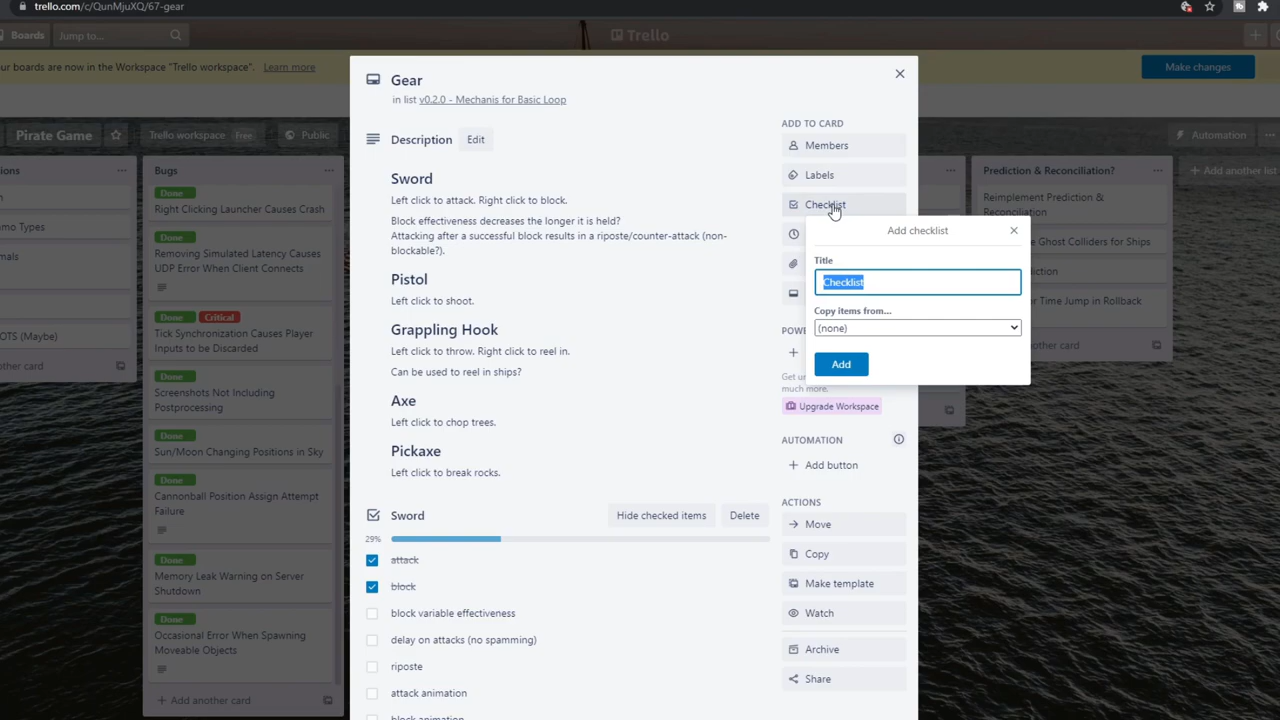 trello.com/c/QunMjuXQ/67-gear
Boards
Jump to...
Trello
ur boards are now in the Workspace "Trello workspace". Learn more
Make changes
Pirate Game
Trello workspace Free
Public
Automation
Bugs
Done
Right Clicking Launcher Causes Crash
Done
Removing Simulated Latency Causes
UDP Error When Client Connects
Done Critical
Tick Synchronization Causes Player
Inputs to be Discarded
Done
Screenshots Not Including
Postprocessing
Done
Sun/Moon Changing Positions in Sky
Done
Cannonball Position Assign Attempt
Failure
Done
Memory Leak Warning on Server
Shutdown
Done
Occasional Error When Spawning
Moveable Objects
+ Add another card
Gear
in list v0.2.0 - Mechanis for Basic Loop
Description Edit
Sword
Left click to attack. Right click to block.
Block effectiveness decreases the longer it is held?
Attacking after a successful block results in a riposte/counter-attack (non-
blockable?).
Pistol
Left click to shoot.
Grappling Hook
Left click to throw. Right click to reel in.
Can be used to reel in ships?
Axe
Left click to chop trees.
Pickaxe
Left click to break rocks.
Sword
Hide checked items
Delete
29%
attack
block
block variable effectiveness
delay on attacks (no spamming)
riposte
attack animation
block animation
ADD TO CARD
Members
Labels
Checklist
Add checklist
Title
Checklist
Copy items from...
(none)
Add
much more.
Upgrade Workspace
AUTOMATION
+ Add button
ACTIONS
Move
Copy
Make template
Watch
Archive
Share
Prediction & Reconciliation?
Reimplement Prediction &
Reconciliation
Ghost Colliders for Ships
Time Jump in Rollback
+ Add another list